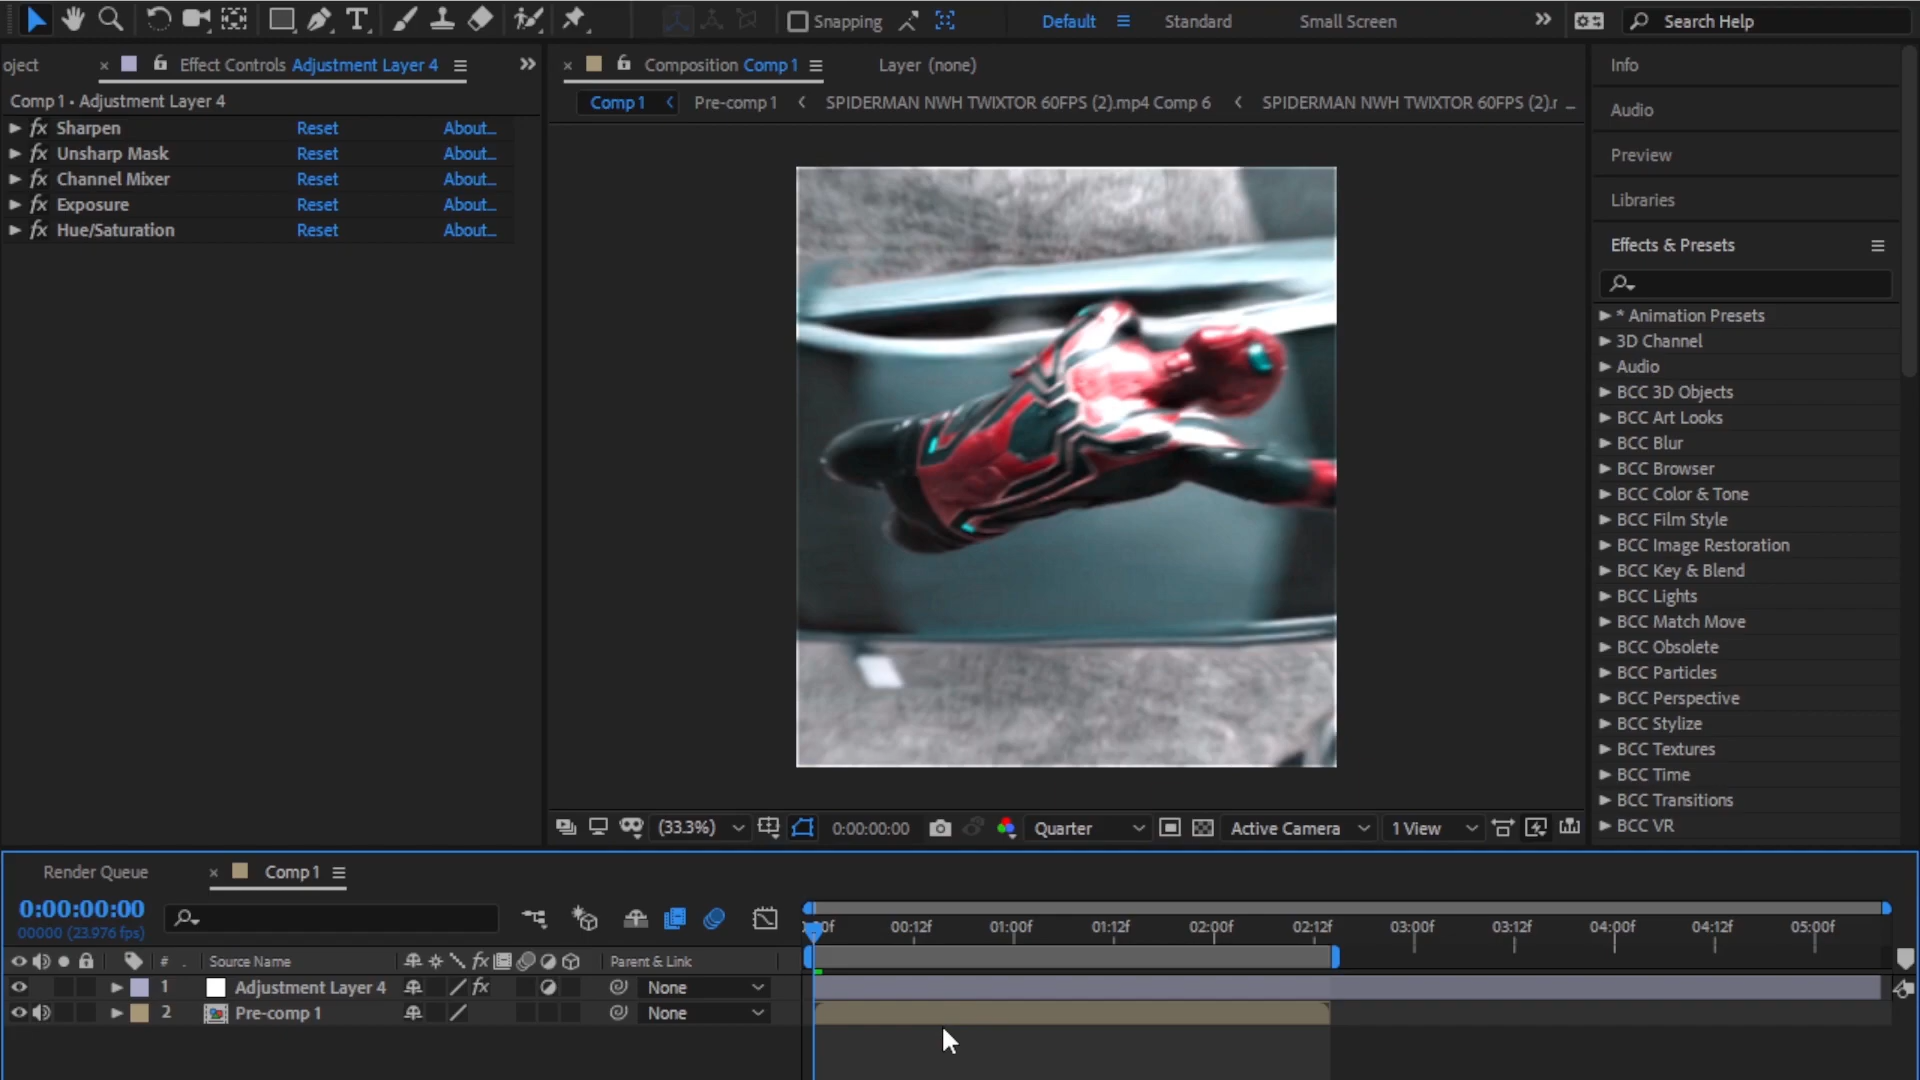 T Snapping Default Standard Small Screen Search Help
oject Effect Controls Adjustment Layer 4
Composition Comp 1 Layer (none)
Info
Comp 1 • Adjustment Layer 4
Comp 1 Pre-comp 1 SPIDERMAN NWH TWIXTOR 60FPS (2).mp4 Comp 6 SPIDERMAN NWH TWIXTOR 60FPS (2).r ...
Audio
fx Sharpen Reset About...
fx Unsharp Mask Reset About...
Preview
fx Channel Mixer Reset About...
fx Exposure Reset About...
Libraries
fx Hue/Saturation Reset About...
Effects & Presets
* Animation Presets
3D Channel
Audio
BCC 3D Objects
BCC Art Looks
BCC Blur
BCC Browser
BCC Color & Tone
BCC Film Style
BCC Image Restoration
BCC Key & Blend
BCC Lights
BCC Match Move
BCC Obsolete
BCC Particles
BCC Perspective
BCC Stylize
BCC Textures
BCC Time
BCC Transitions
BCC VR
(33.3%) 0:00:00:00 Quarter Active Camera 1 View
Render Queue Comp 1
0:00:00:00
00000 (23.976 fps)
00f 00:12f 01:00f 01:12f 02:00f 02:12f 03:00f 03:12f 04:00f 04:12f 05:00f
# . Source Name fx Parent & Link
1 Adjustment Layer 4 fx None
2 Pre-comp 1 None